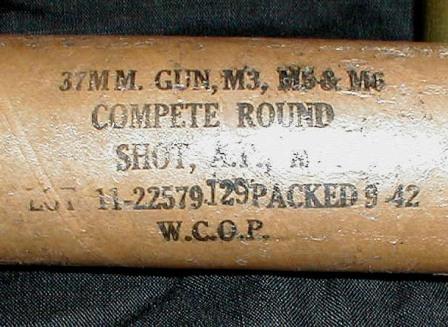 37MM. GUN, M3, M5 & M6
COMPETE ROUND
SHOT, A.P., M
LOT 11-22579-129 PACKED 9-42
W.C.O.P.